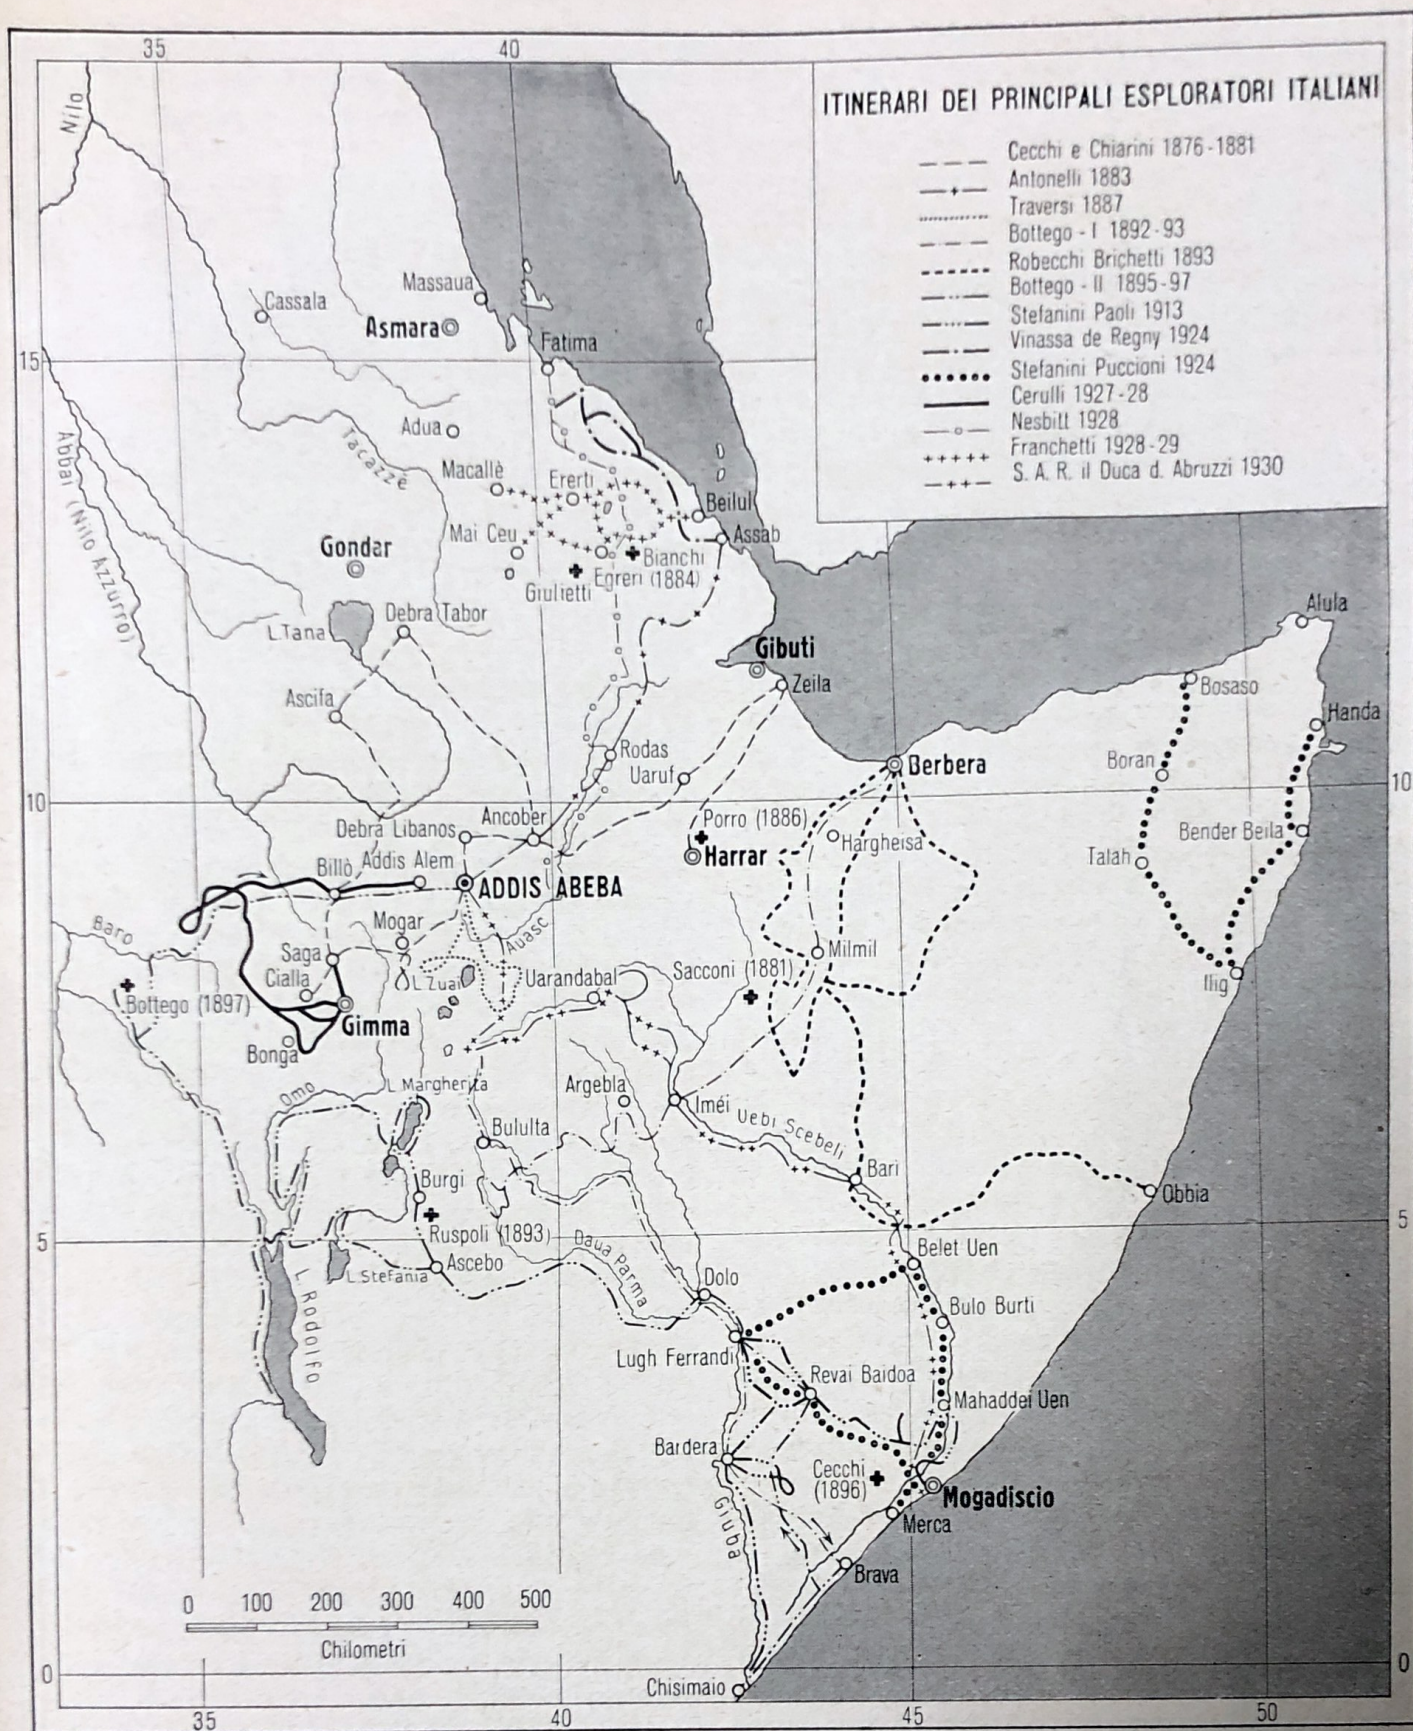 35
40
ITINERARI DEI PRINCIPALI ESPLORATORI ITALIANI
Cecchi e Chiarini 1876-1881
Antonelli 1883
Traversi 1887
Bottego - I 1892-93
Robecchi Brichetti 1893
Bottego - II 1895-97
Stefanini Paoli 1913
Vinassa de Regny 1924
Stefanini Puccioni 1924
Cerulli 1927-28
Nesbitt 1928
Franchetti 1928-29
S. A. R. il Duca d. Abruzzi 1930
Nilo
Massaua
Cassala
Asmara
Fatima
15
Adua
Tacazzè
Abbai (Nilo Azzurro)
Macallè
Ererti
Beilul
Mai Ceu
Assab
Gondar
Bianchi
(1884)
Egreri
Giulietti
Debra Tabor
L. Tana
Alula
Gibuti
Zeila
Bosaso
Ascifa
Handa
Rodas
Uaruf
Boran
Berbera
10
10
Ancober
Porro (1886)
Debra Libanos
Bender Beila
Hargheisa
Harrar
Talah
Billò
Addis Alem
ADDIS ABEBA
Baro
Mogar
Auasc
Saga
Milmil
Cialla
L. Zuai
Uarandabal
Sacconi (1881)
Ilig
Bottego (1897)
Gimma
Bonga
Omo
L. Margherita
Argebla
Iméi
Uebi Scebeli
Bululta
Burgi
Bari
Obbia
Ruspoli (1893)
5
5
Daua Parma
Belet Uen
L. Stefania
Ascebo
Dolo
Bulo Burti
L. Rodolfo
Lugh Ferrandi
Revai Baidoa
Mahaddei Uen
Bardera
Cecchi
(1896)
Mogadiscio
Merca
Giuba
Brava
0 100 200 300 400 500
Chilometri
0
0
Chisimaio
35
40
45
50